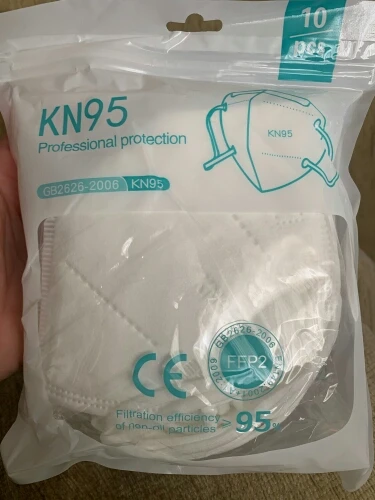 10
pcs
KN95
Professional protection
KN95
GB2626-2006 KN95
GB2626-2006
FFP2
CE
Filtration efficiency
of non-oil particles > 95%